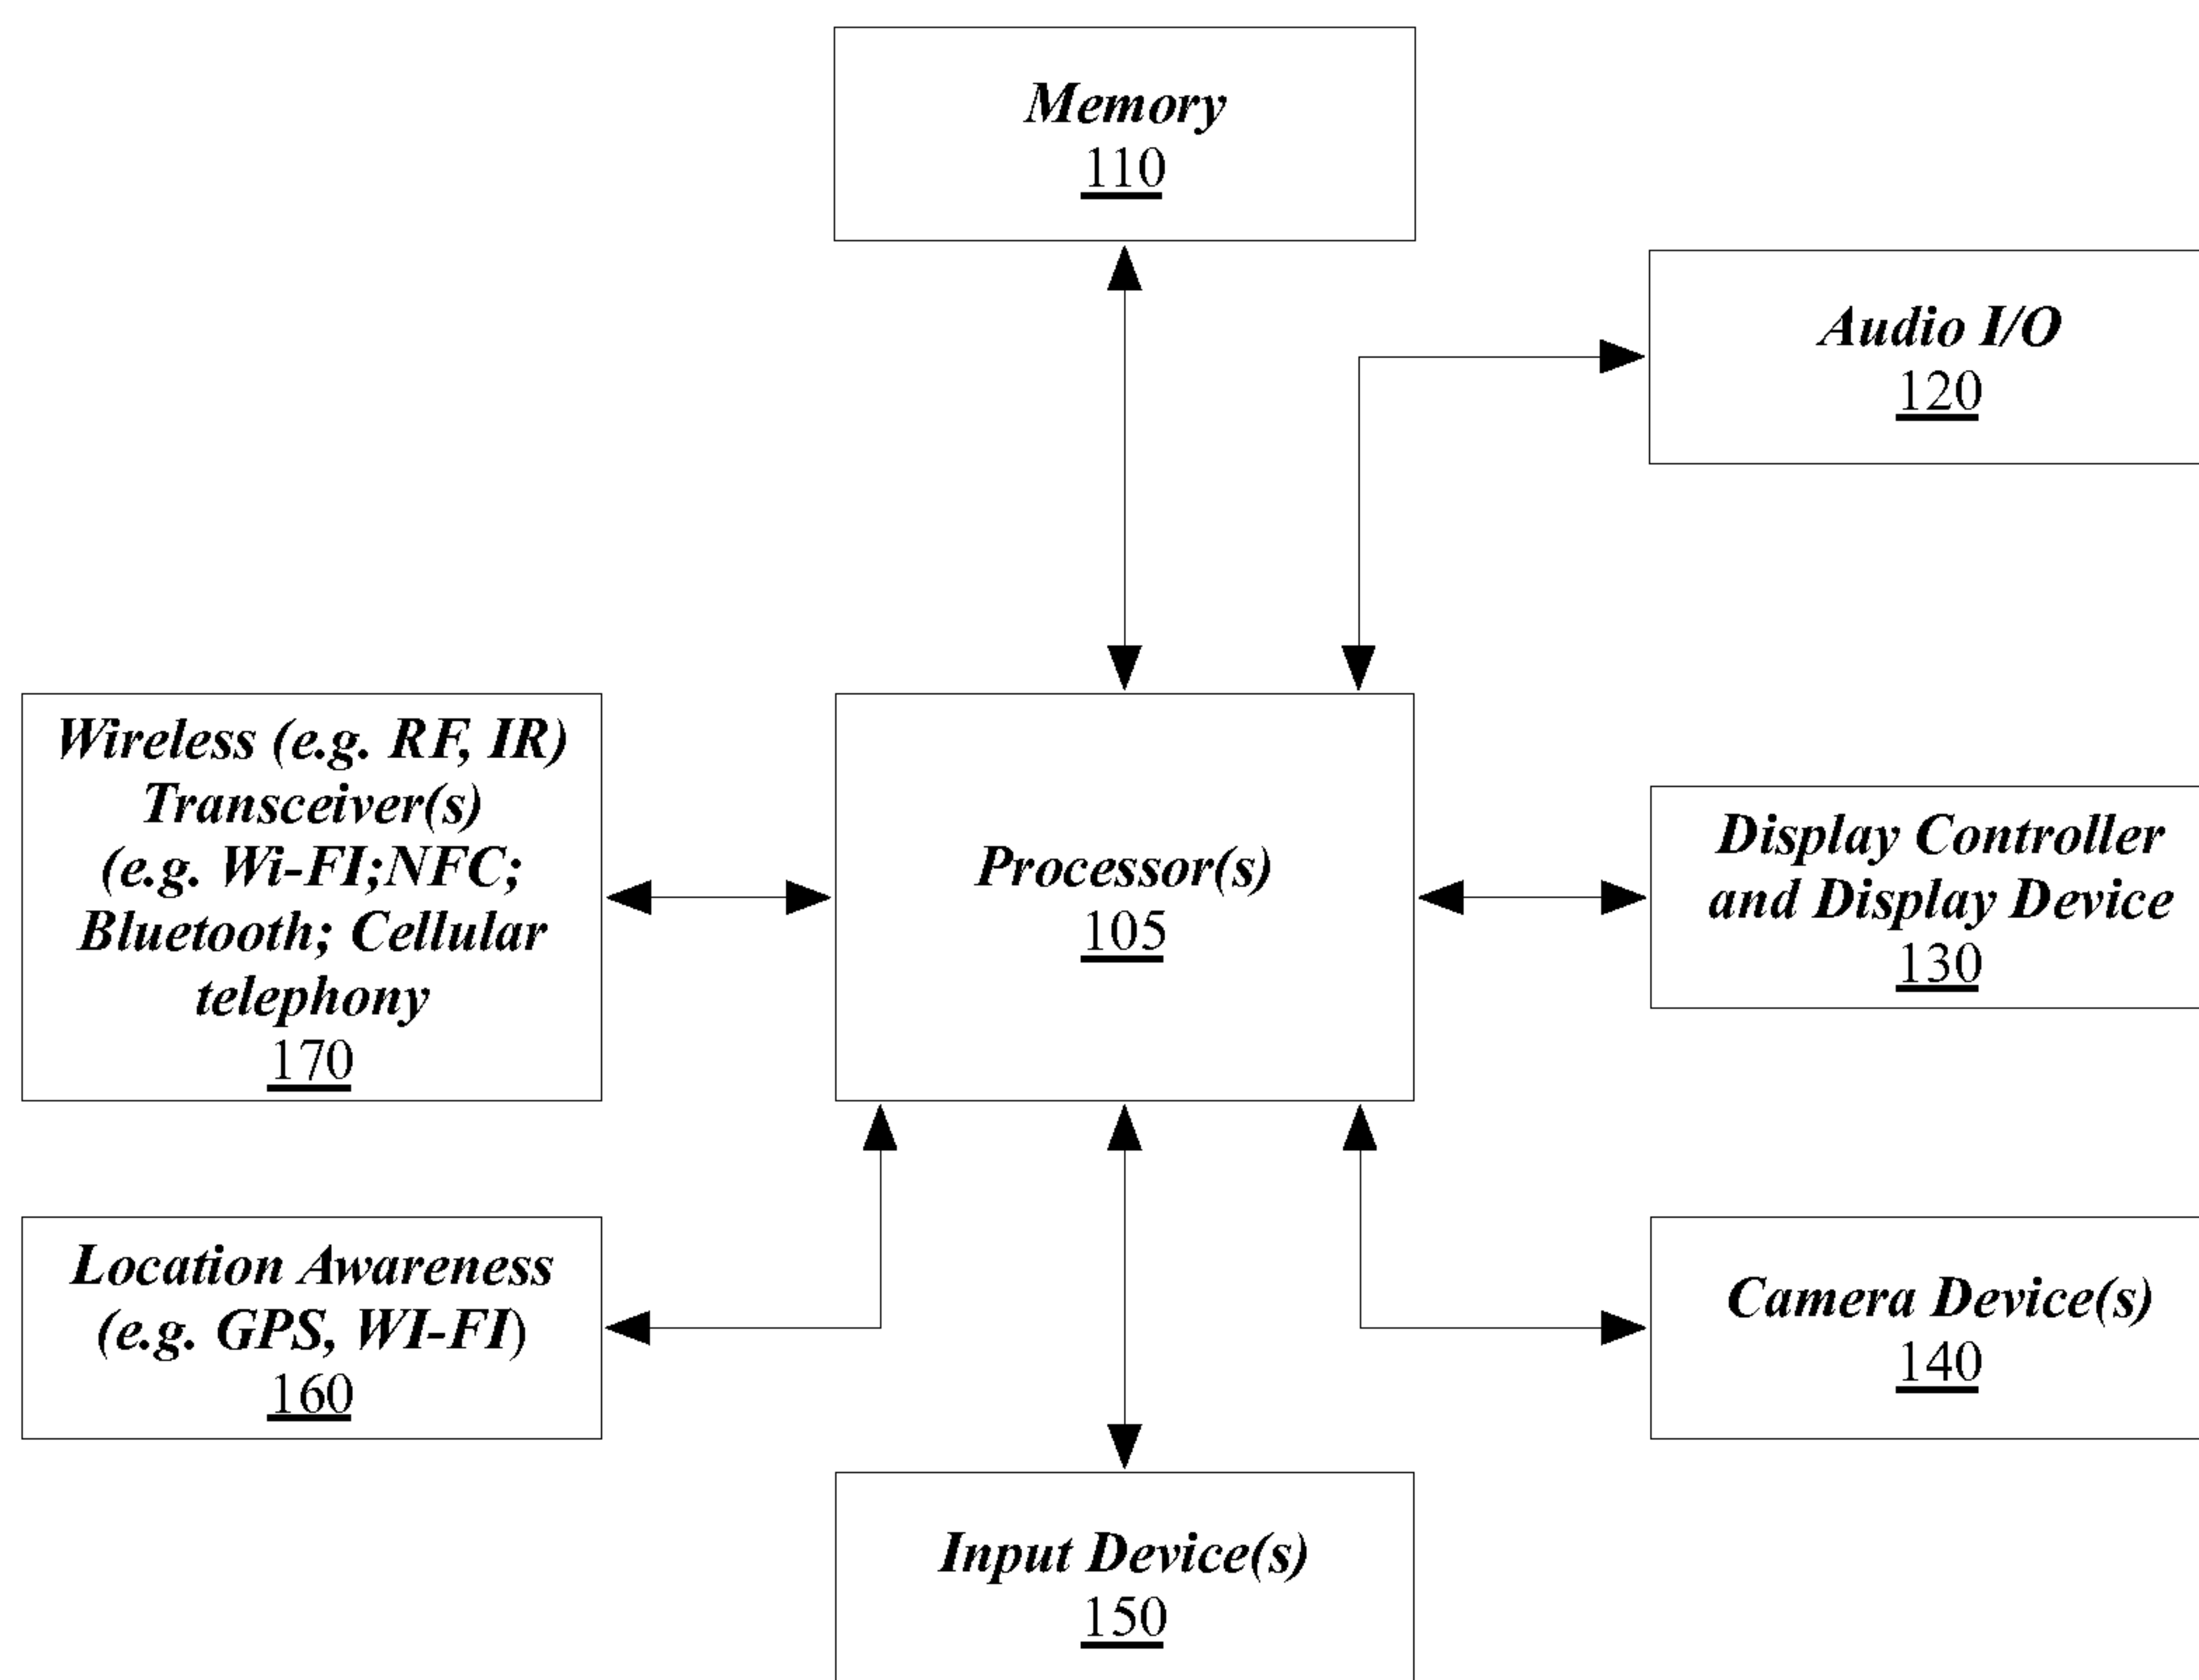 Memory
110
Audio I/O
120
Wireless (e.g. RF, IR)
Transceiver(s)
(e.g. Wi-FI;NFC;
Bluetooth; Cellular
telephony
170
Processor(s)
105
Display Controller
and Display Device
130
Location Awareness
(e.g. GPS, WI-FI)
160
Camera Device(s)
140
Input Device(s)
150